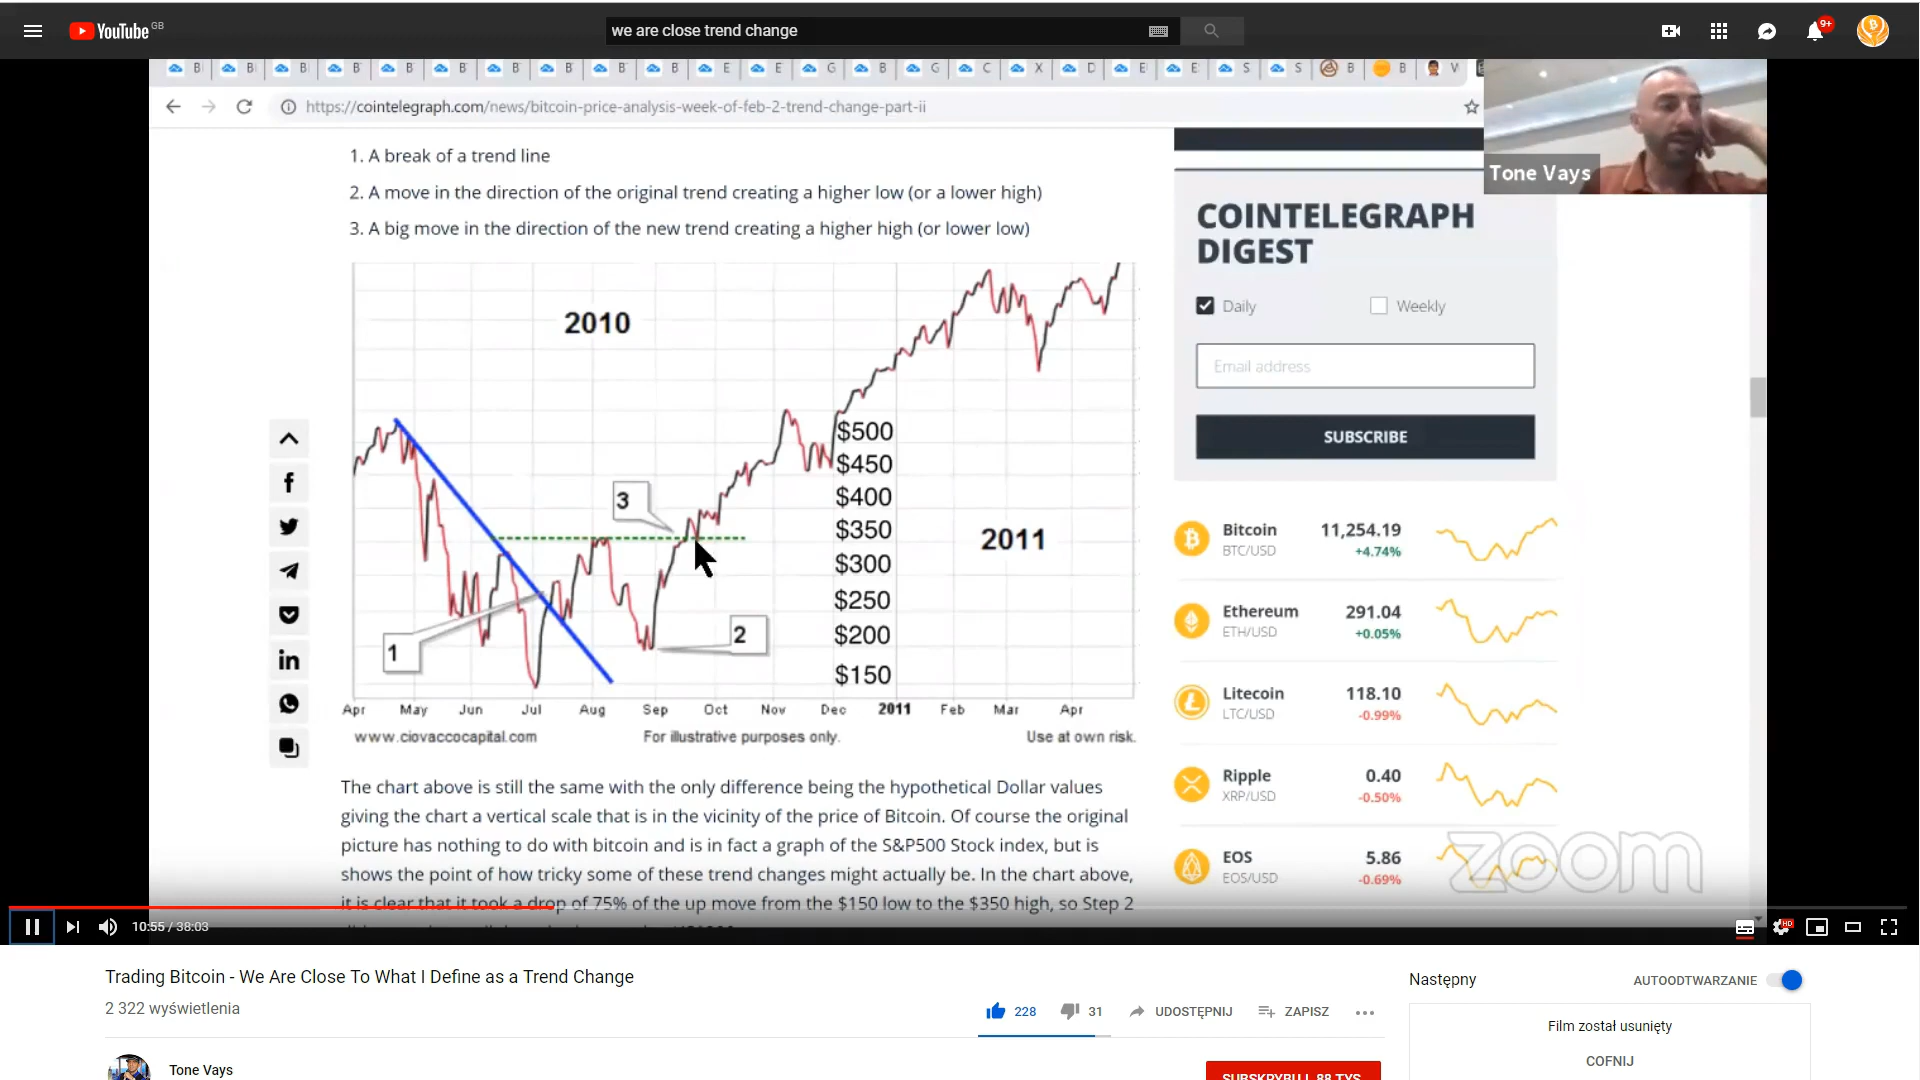 YouTube GB
we are close trend change
9+
B B B B B B B B B B E E G B G C X D E E S S B B V
https://cointelegraph.com/news/bitcoin-price-analysis-week-of-feb-2-trend-change-part-ii
Tone Vays
1. A break of a trend line
2. A move in the direction of the original trend creating a higher low (or a lower high)
3. A big move in the direction of the new trend creating a higher high (or lower low)
2010
3
1
2
$500
$450
$400
$350
$300
$250
$200
$150
2011
Apr May Jun Jul Aug Sep Oct Nov Dec 2011 Feb Mar Apr
www.ciovaccocapital.com For illustrative purposes only. Use at own risk.
The chart above is still the same with the only difference being the hypothetical Dollar values
giving the chart a vertical scale that is in the vicinity of the price of Bitcoin. Of course the original
picture has nothing to do with bitcoin and is in fact a graph of the S&P500 Stock index, but is
shows the point of how tricky some of these trend changes might actually be. In the chart above,
it is clear that it took a drop of 75% of the up move from the $150 low to the $350 high, so Step 2
COINTELEGRAPH
DIGEST
Daily Weekly
Email address
SUBSCRIBE
Bitcoin 11,254.19
BTC/USD +4.74%
Ethereum 291.04
ETH/USD +0.05%
Litecoin 118.10
LTC/USD -0.99%
Ripple 0.40
XRP/USD -0.50%
EOS 5.86
EOS/USD -0.69%
zoom
10:55 / 38:03
HD
Trading Bitcoin - We Are Close To What I Define as a Trend Change
2 322 wyświetlenia
228 31 UDOSTĘPNIJ ZAPISZ
Tone Vays
SUBSKRYBUJ 88 TYS.
Następny AUTOODTWARZANIE
Film został usunięty
COFNIJ